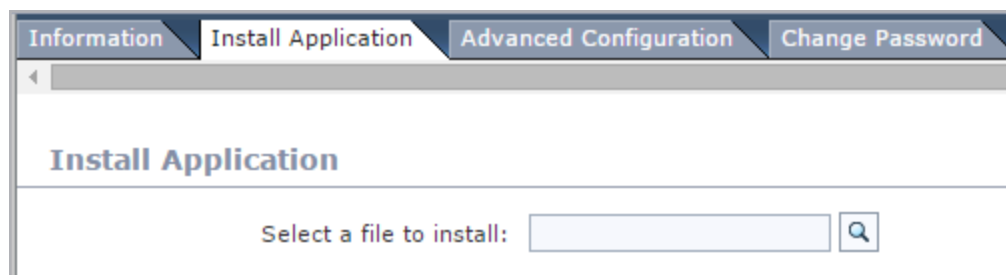 Information Install Application Advanced Configuration Change Password
Install Application
Select a file to install: